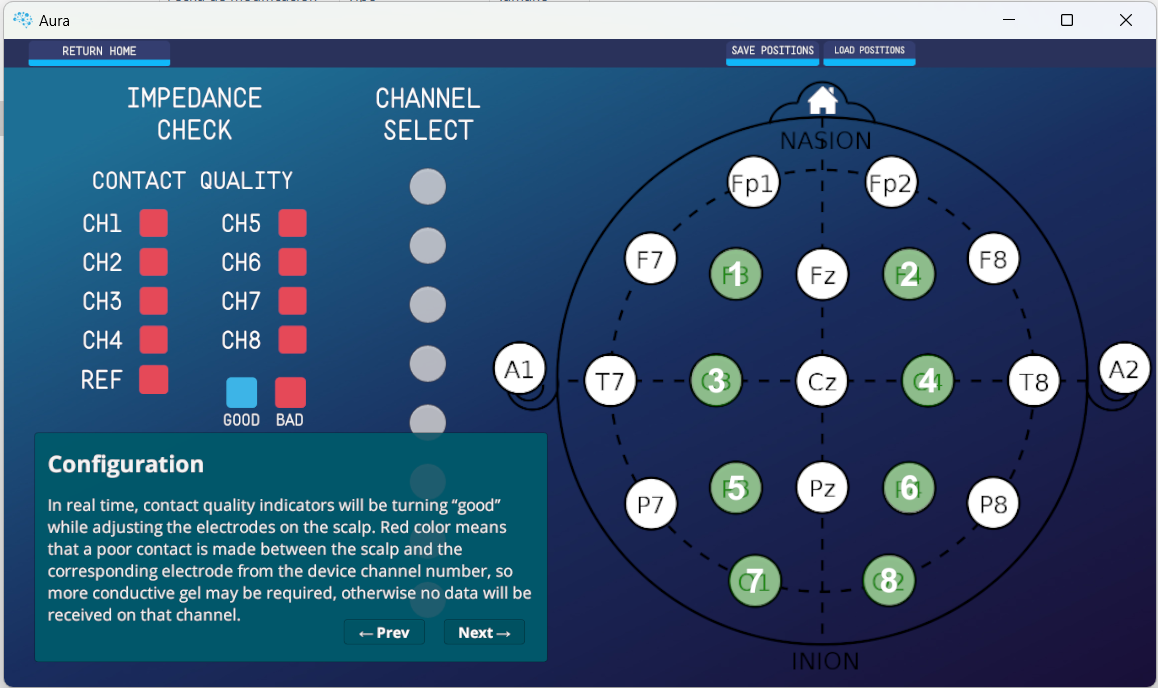 Aura
RETURN HOME
SAVE POSITIONS
LOAD POSITIONS
IMPEDANCE
CHECK
CONTACT QUALITY
CH1
CH5
CH2
CH6
CH3
CH7
CH4
CH8
REF
GOOD
BAD
CHANNEL
SELECT
NASION
Fp1
Fp2
F7
1
Fz
2
F8
A1
T7
3
Cz
4
T8
A2
P7
5
Pz
6
P8
7
8
INION
Configuration
In real time, contact quality indicators will be turning “good”
while adjusting the electrodes on the scalp. Red color means
that a poor contact is made between the scalp and the
corresponding electrode from the device channel number, so
more conductive gel may be required, otherwise no data will be
received on that channel.
← Prev
Next →